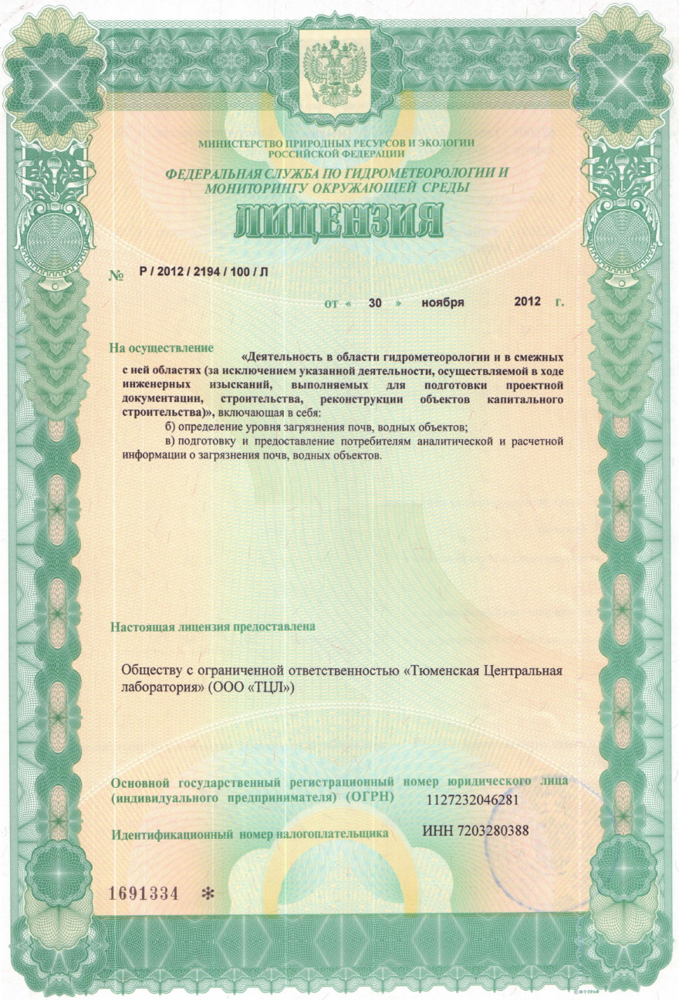 МИНИСТЕРСТВО ПРИРОДНЫХ РЕСУРСОВ И ЭКОЛОГИИ
РОССИЙСКОЙ ФЕДЕРАЦИИ
ФЕДЕРАЛЬНАЯ СЛУЖБА ПО ГИДРОМЕТЕОРОЛОГИИ И
МОНИТОРИНГУ ОКРУЖАЮЩЕЙ СРЕДЫ
ЛИЦЕНЗИЯ
№ Р / 2012 / 2194 / 100 / Л
от « 30 » ноября 2012 г.
На осуществление
«Деятельность в области гидрометеорологии и в смежных
с ней областях (за исключением указанной деятельности, осуществляемой в ходе
инженерных изысканий, выполняемых для подготовки проектной
документации, строительства, реконструкции объектов капитального
строительства)», включающая в себя:
б) определение уровня загрязнения почв, водных объектов;
в) подготовку и предоставление потребителям аналитической и расчетной
информации о загрязнения почв, водных объектов.
Настоящая лицензия предоставлена
Обществу с ограниченной ответственностью «Тюменская Центральная
лаборатория» (ООО «ТЦЛ»)
Основной государственный регистрационный номер юридического лица
(индивидуального предпринимателя) (ОГРН) 1127232046281
Идентификационный номер налогоплательщика ИНН 7203280388
1691334 *